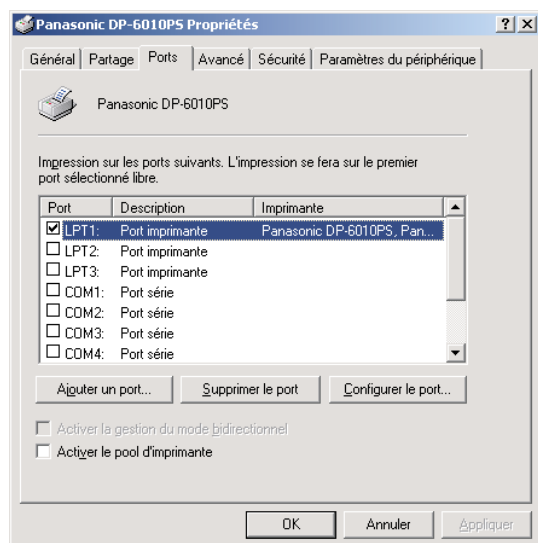 Panasonic DP-6010PS Propriétés
Général Partage Ports Avancé Sécurité Paramètres du périphérique
Panasonic DP-6010PS
Impression sur les ports suivants. L'impression se fera sur le premier
port sélectionné libre.
Port Description Imprimante
LPT1: Port imprimante Panasonic DP-6010PS, Pan...
LPT2: Port imprimante
LPT3: Port imprimante
COM1: Port série
COM2: Port série
COM3: Port série
COM4: Port série
Ajouter un port... Supprimer le port Configurer le port...
Activer la gestion du mode bidirectionnel
Activer le pool d'imprimante
OK Annuler Appliquer